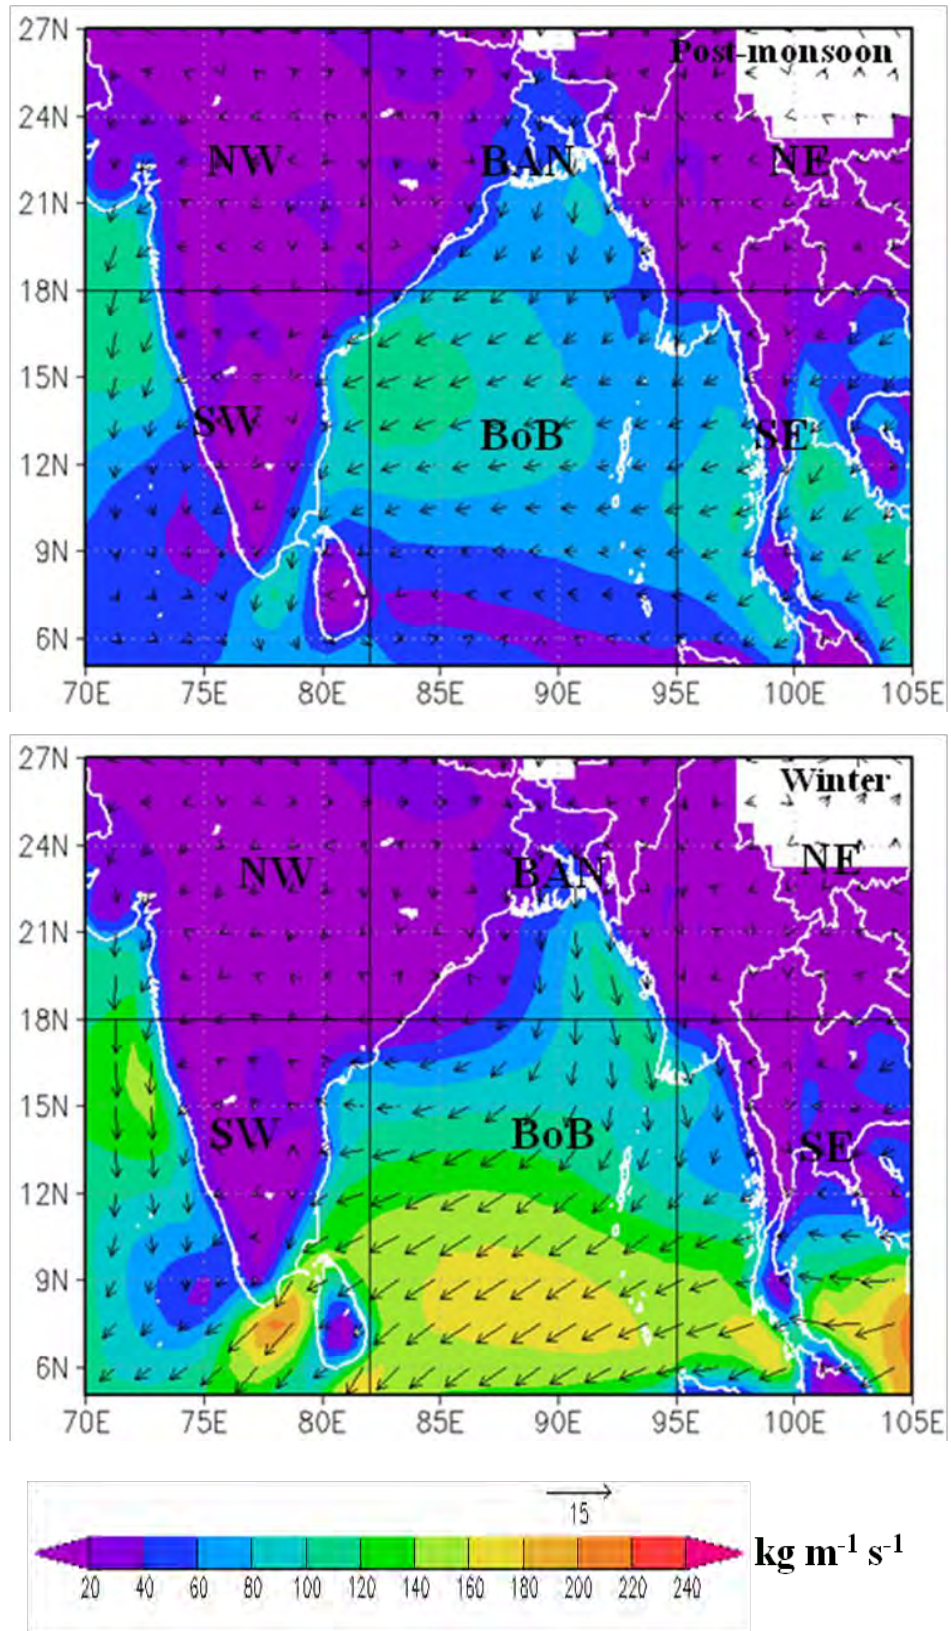 27N
Post-monsoon
24N
NW
BAN
NE
21N
18N
15N
SW
BoB
SE
12N
9N
6N
70E 75E 80E 85E 90E 95E 100E 105E
27N
Winter
24N
NW
BAN
NE
21N
18N
15N
SW
BoB
SE
12N
9N
6N
70E 75E 80E 85E 90E 95E 100E 105E
15
kg m⁻¹ s⁻¹
20 40 60 80 100 120 140 160 180 200 220 240